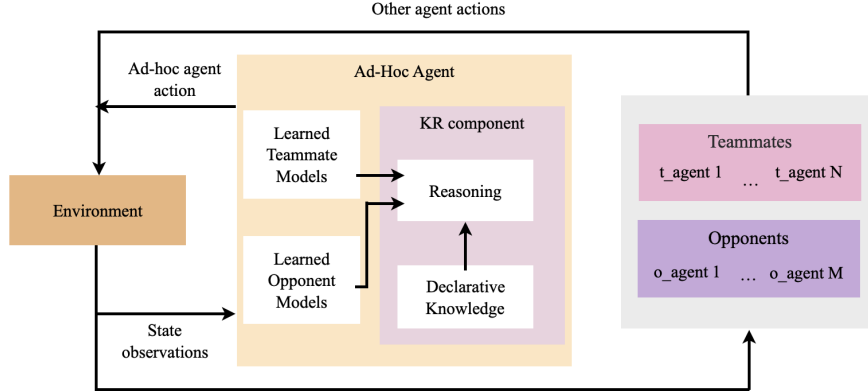 Other agent actions
Ad-hoc agent
action
Ad-Hoc Agent
Learned
Teammate
Models
KR component
Reasoning
Learned
Opponent
Models
Declarative
Knowledge
Environment
State
observations
Teammates
t_agent 1 ... t_agent N
Opponents
o_agent 1 ... o_agent M